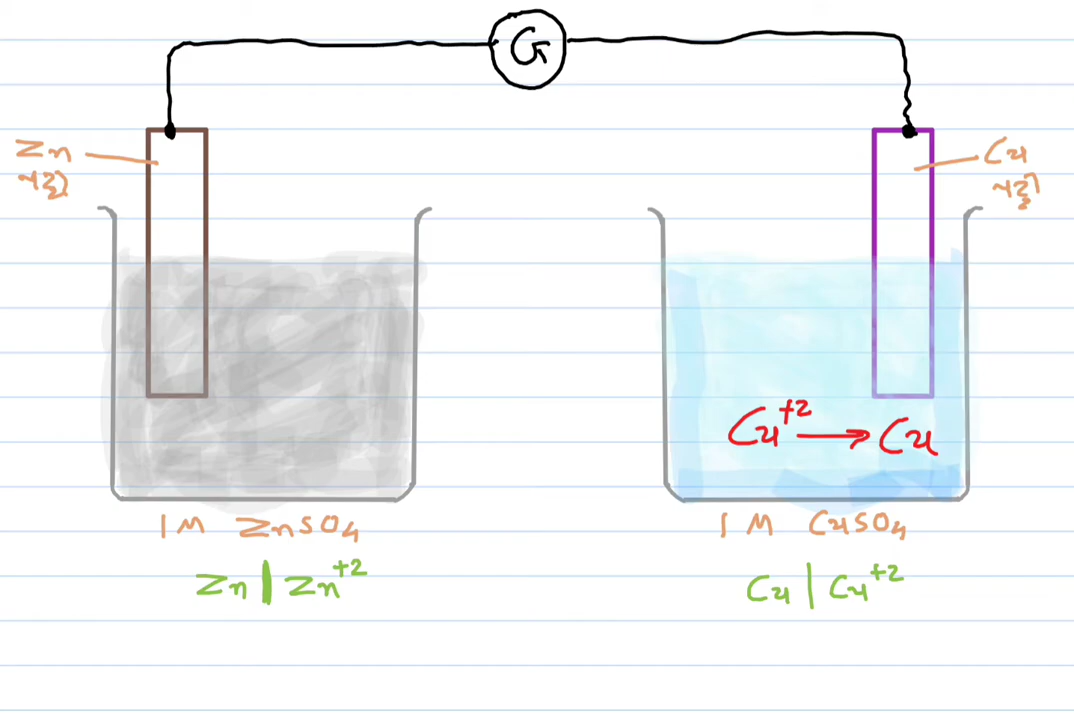 G
Zn
Cu
1 M ZnSO4
1 M CuSO4
Zn | Zn+2
Cu | Cu+2
Cu+2 → Cu